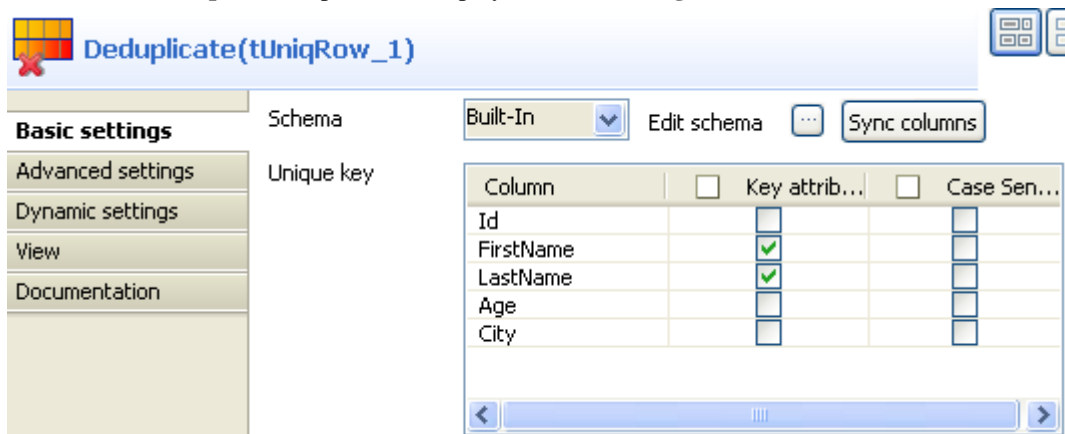 Deduplicate(tUniqRow_1)
Basic settings
Advanced settings
Dynamic settings
View
Documentation
Schema
Built-In
Edit schema
...
Sync columns
Unique key
Column
Key attrib...
Case Sen...
Id
FirstName
LastName
Age
City